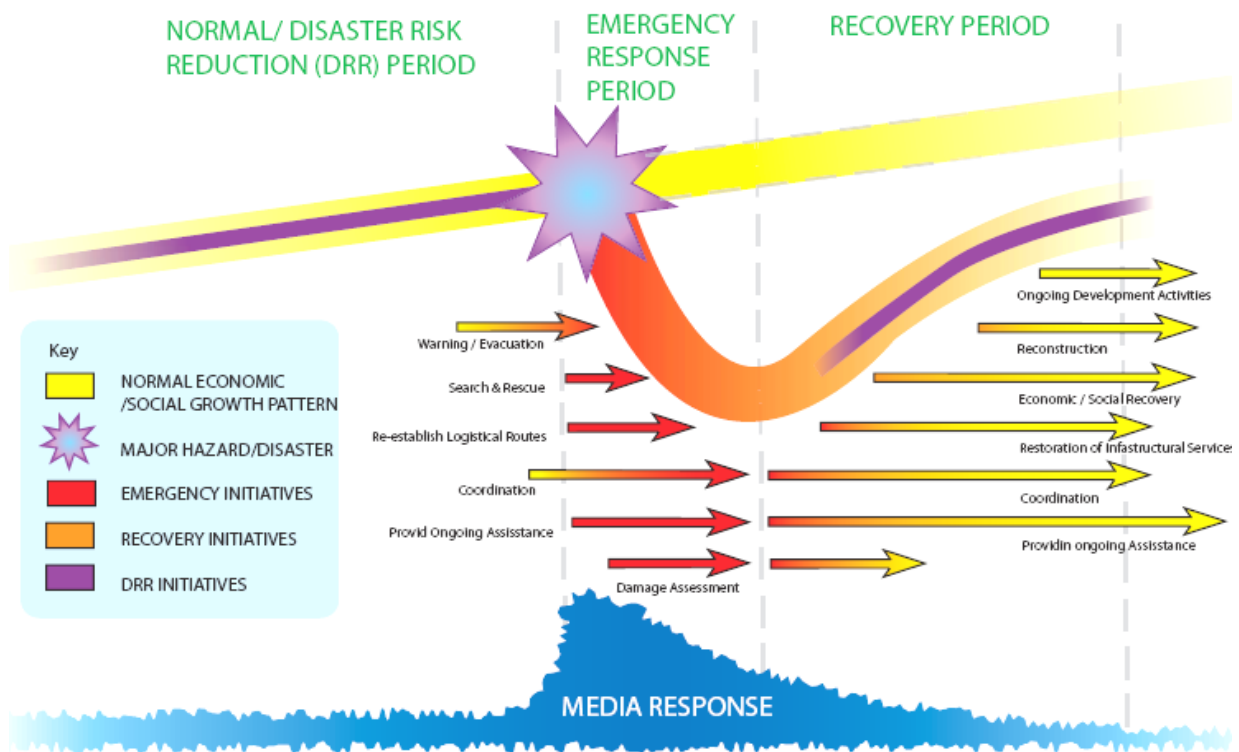 NORMAL/ DISASTER RISK
REDUCTION (DRR) PERIOD
EMERGENCY
RESPONSE
PERIOD
RECOVERY PERIOD
Ongoing Development Activities
Warning / Evacuation
Reconstruction
Search & Rescue
Economic / Social Recovery
Re-establish Logistical Routes
Restoration of Infastructural Services
Coordination
Coordination
Provid Ongoing Assisstance
Providin ongoing Assisstance
Damage Assessment
Key
NORMAL ECONOMIC
/SOCIAL GROWTH PATTERN
MAJOR HAZARD/DISASTER
EMERGENCY INITIATIVES
RECOVERY INITIATIVES
DRR INITIATIVES
MEDIA RESPONSE